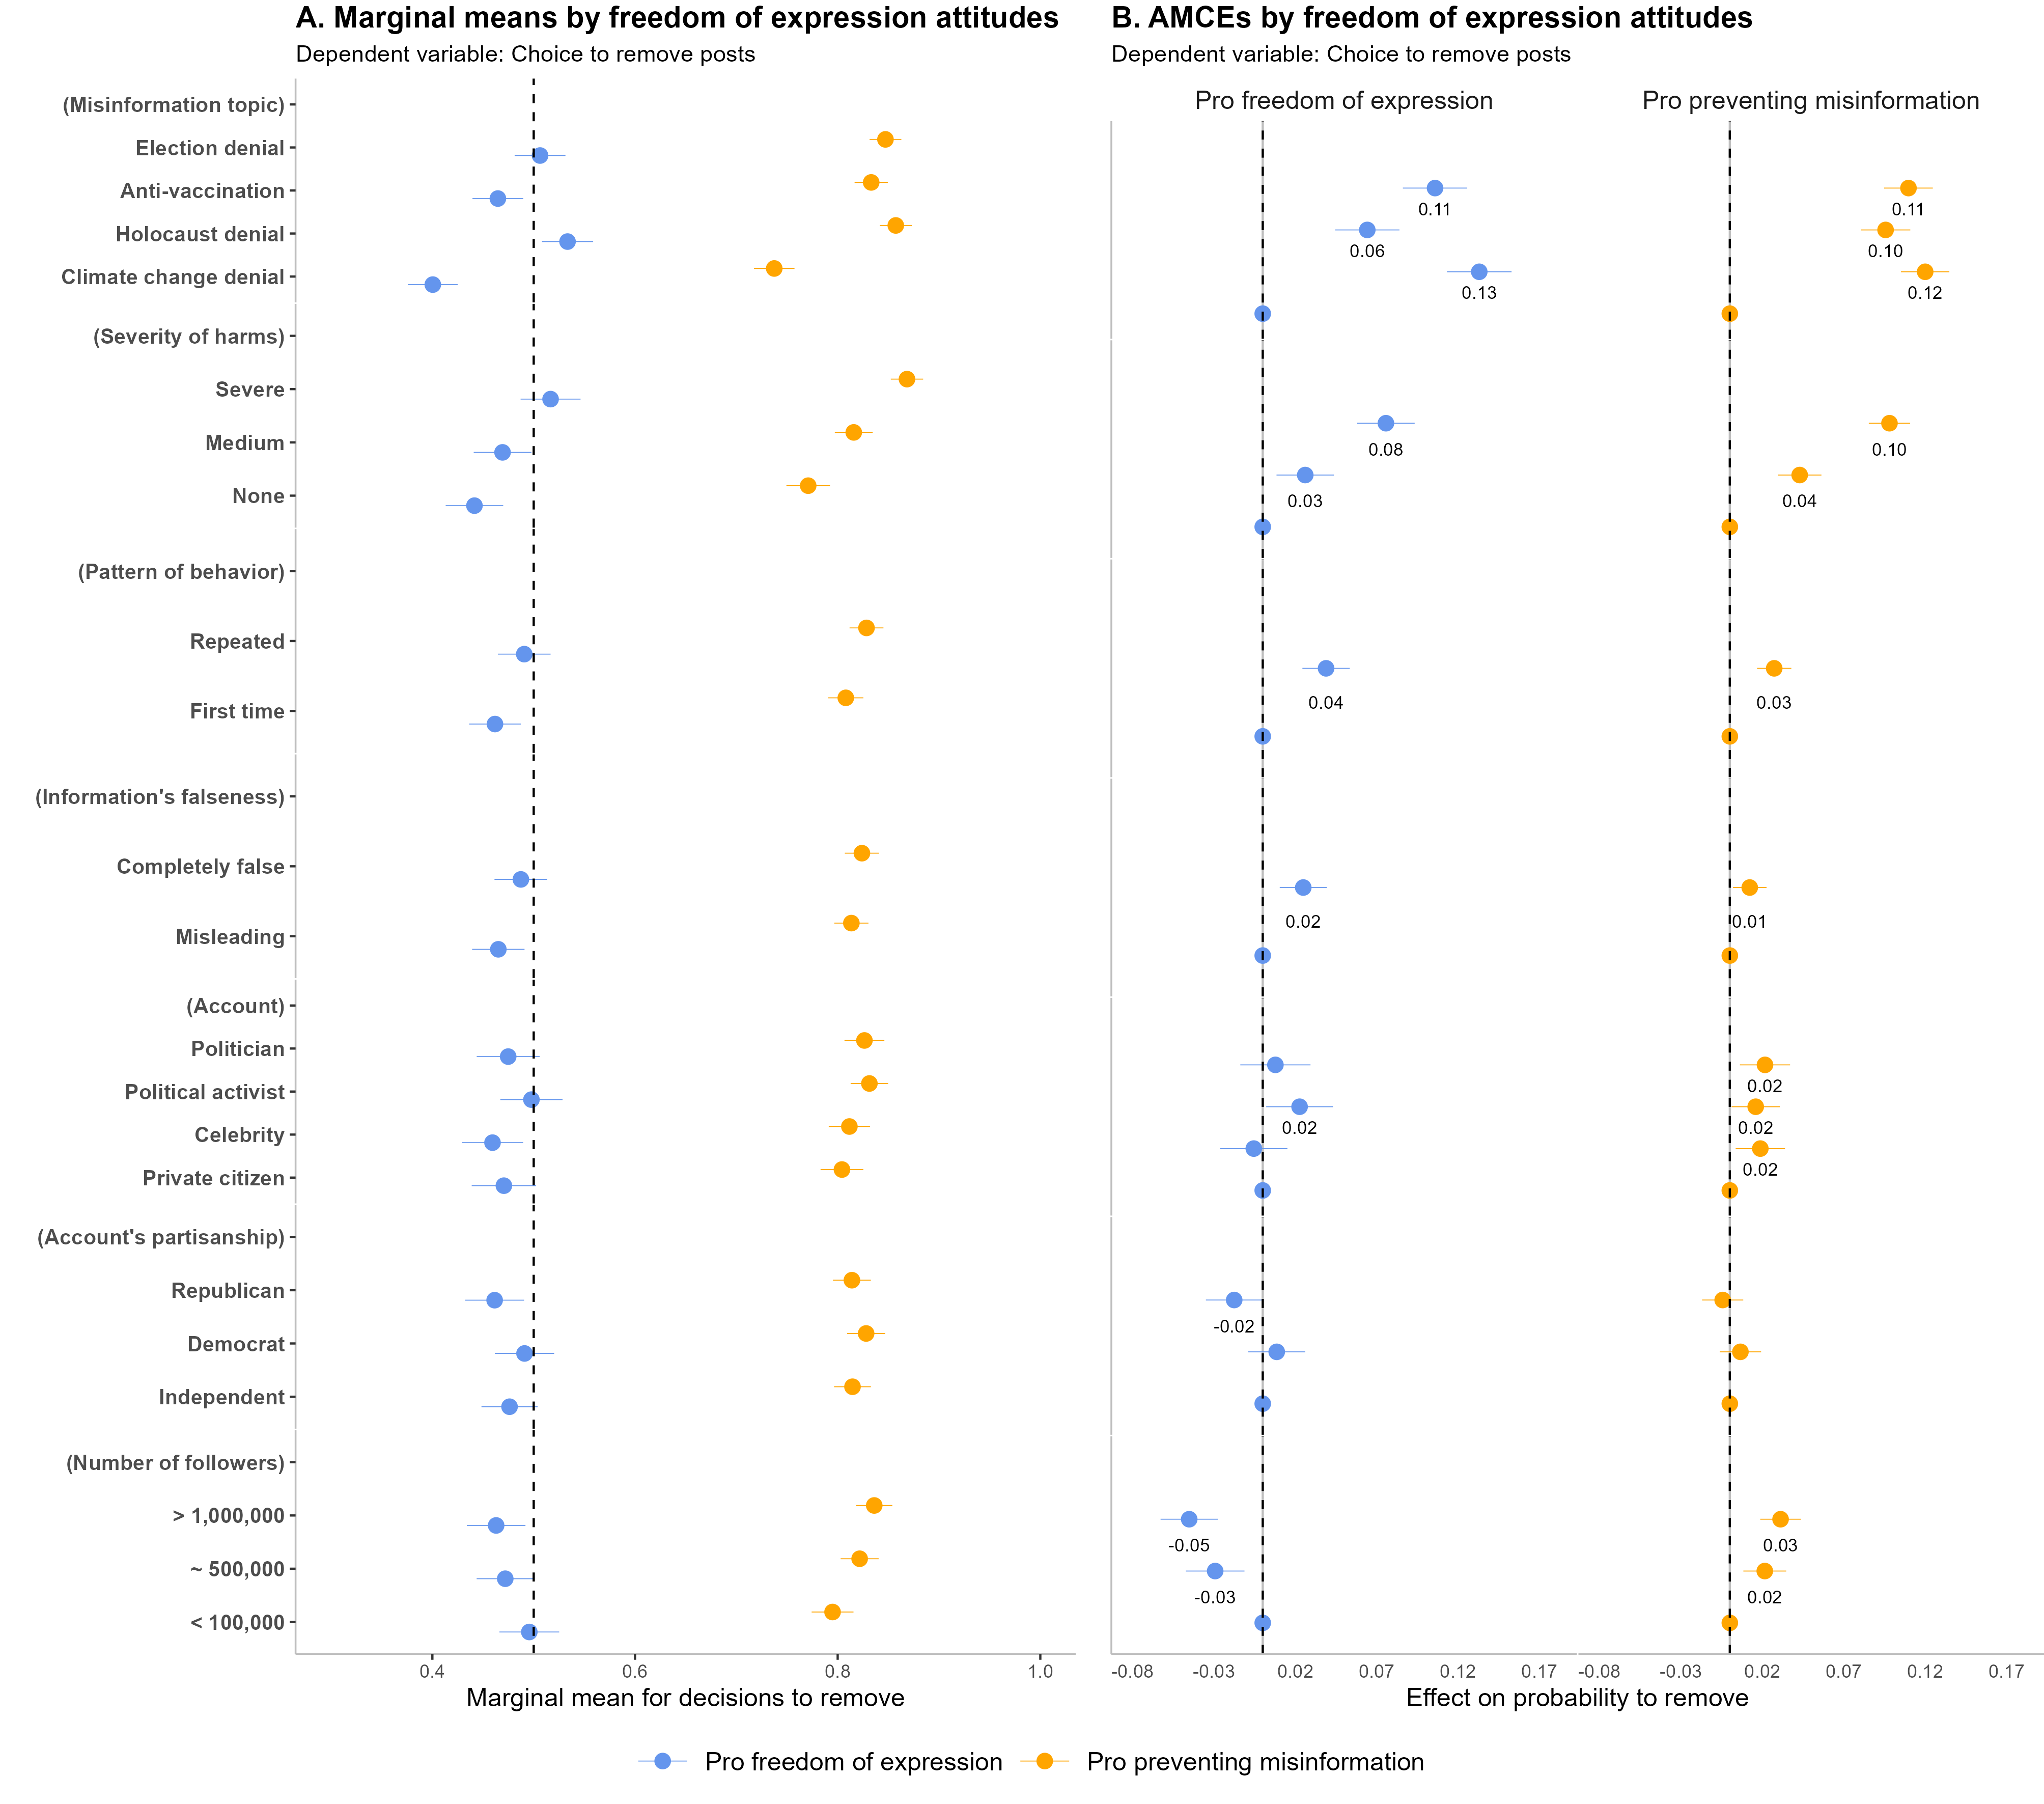 A. Marginal means by freedom of expression attitudes
Dependent variable: Choice to remove posts
(Misinformation topic)
Election denial
Anti-vaccination
Holocaust denial
Climate change denial
(Severity of harms)
Severe
Medium
None
(Pattern of behavior)
Repeated
First time
(Information's falseness)
Completely false
Misleading
(Account)
Politician
Political activist
Celebrity
Private citizen
(Account's partisanship)
Republican
Democrat
Independent
(Number of followers)
> 1,000,000
~ 500,000
< 100,000
0.4 0.6 0.8 1.0
Marginal mean for decisions to remove
B. AMCEs by freedom of expression attitudes
Dependent variable: Choice to remove posts
Pro freedom of expression Pro preventing misinformation
0.11 0.11
0.06 0.10
0.13 0.12
0.08 0.10
0.03 0.04
0.04 0.03
0.02 0.01
0.02
0.02 0.02
0.02
-0.02
-0.05 0.03
-0.03 0.02
-0.08 -0.03 0.02 0.07 0.12 0.17 -0.08 -0.03 0.02 0.07 0.12 0.17
Effect on probability to remove
Pro freedom of expression Pro preventing misinformation